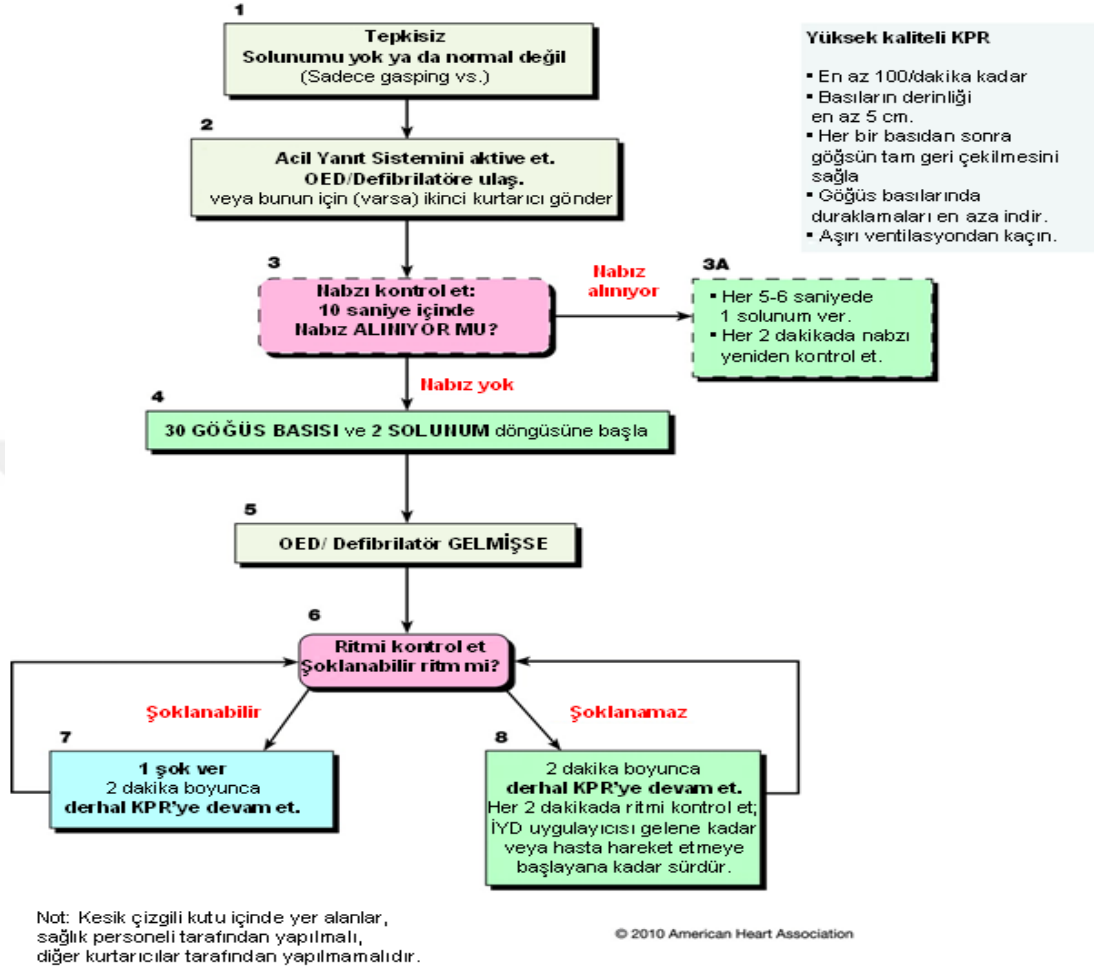 1
Tepkisiz
Solunumu yok ya da normal değil
(Sadece gasping vs.)
2
Acil Yanıt Sistemini aktive et.
OED/Defibrilatöre ulaş.
veya bunun için (varsa) ikinci kurtarıcı gönder
Yüksek kaliteli KPR
▪ En az 100/dakika kadar
▪ Basıların derinliği
en az 5 cm.
▪ Her bir basıdan sonra
göğsün tam geri çekilmesini
sağla
▪ Göğüs basılarında
duraklamaları en aza indir.
▪ Aşırı ventilasyondan kaçın.
3
Nabzı kontrol et:
10 saniye içinde
Nabız ALINIYOR MU?
Nabız
alınıyor
3A
▪ Her 5-6 saniyede
1 solunum ver.
▪ Her 2 dakikada nabzı
yeniden kontrol et.
Nabız yok
4
30 GÖĞÜS BASISI ve 2 SOLUNUM döngüsüne başla
5
OED/ Defibrilatör GELMİŞSE
6
Ritmi kontrol et
Şoklanabilir ritm mi?
Şoklanabilir
Şoklanamaz
7
1 şok ver
2 dakika boyunca
derhal KPR'ye devam et.
8
2 dakika boyunca
derhal KPR'ye devam et.
Her 2 dakikada ritmi kontrol et;
İYD uygulayıcısı gelene kadar
veya hasta hareket etmeye
başlayana kadar sürdür.
Not: Kesik çizgili kutu içinde yer alanlar,
sağlık personeli tarafından yapılmalı,
diğer kurtarıcılar tarafından yapılmamalıdır.
© 2010 American Heart Association